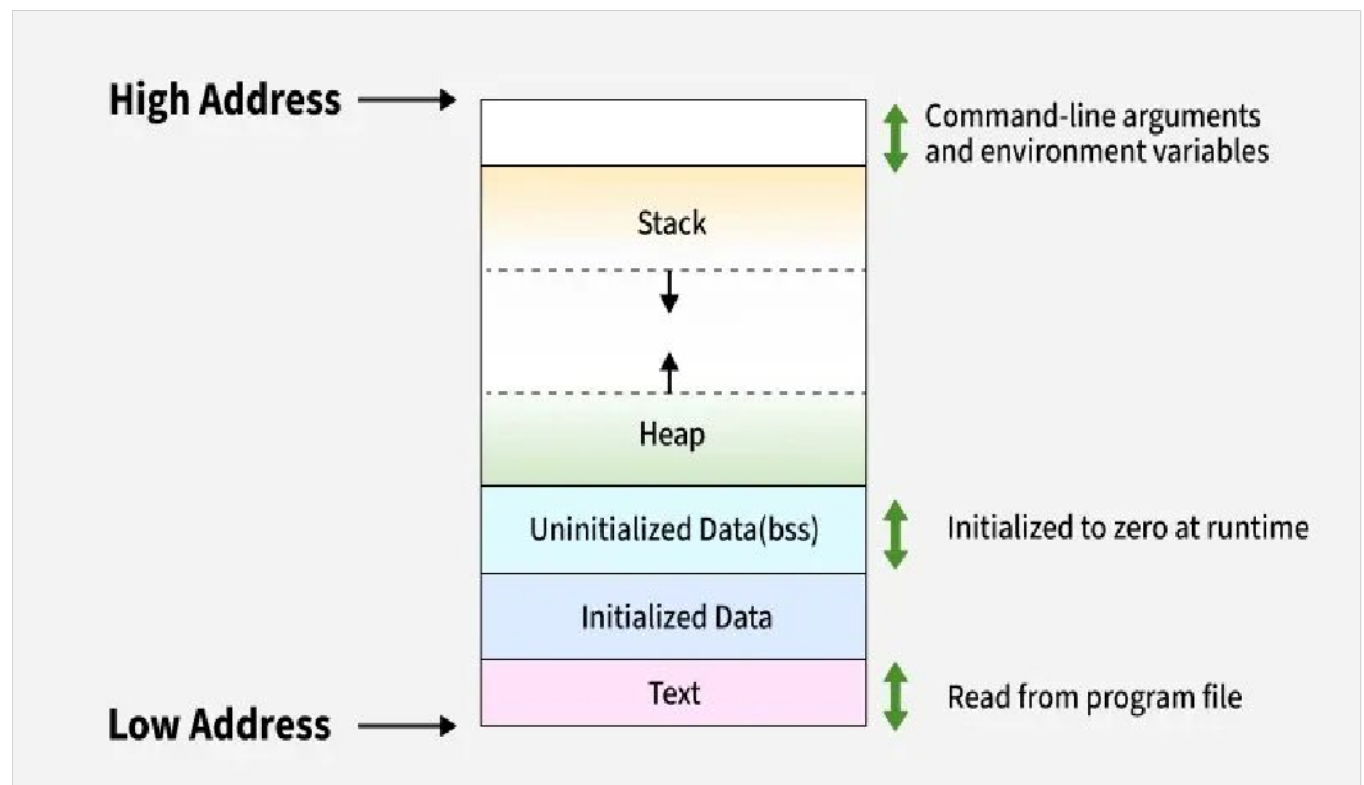 High Address
Command-line arguments
and environment variables
Stack
Heap
Uninitialized Data(bss)
Initialized to zero at runtime
Initialized Data
Text
Read from program file
Low Address